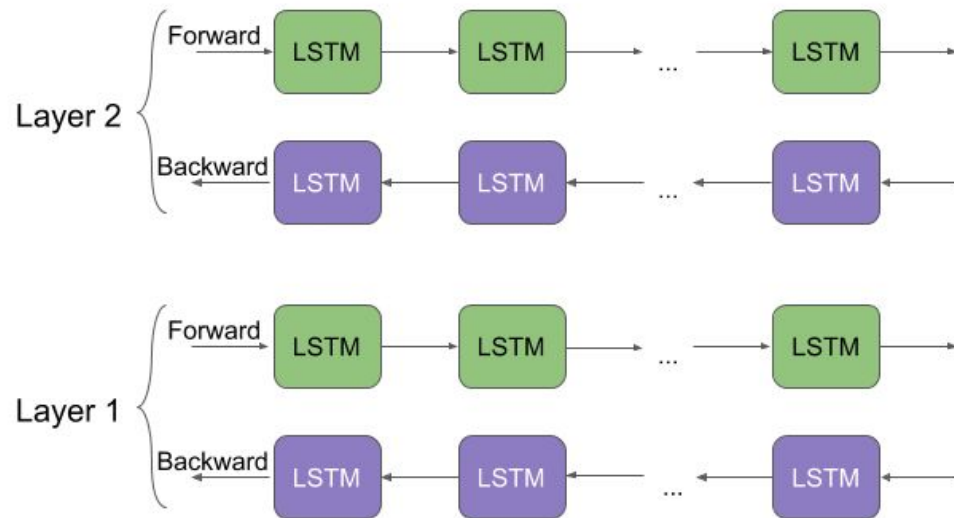 Forward
LSTM LSTM ... LSTM
Layer 2
Backward
LSTM LSTM ... LSTM
Forward
LSTM LSTM ... LSTM
Layer 1
Backward
LSTM LSTM ... LSTM